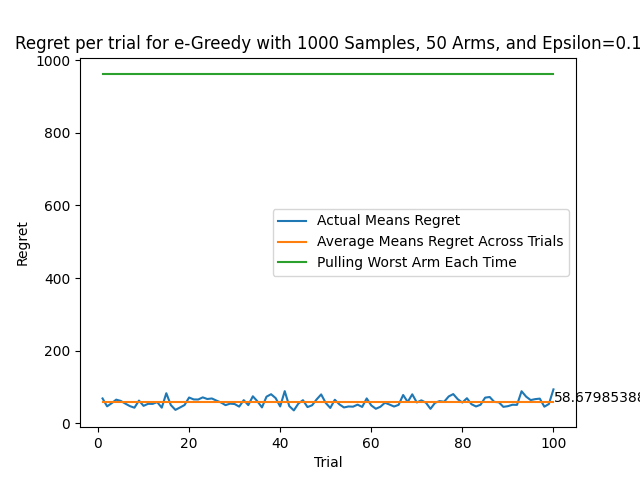 Regret per trial for e-Greedy with 1000 Samples, 50 Arms, and Epsilon=0.1
1000
800
600
400
200
0
Regret
Actual Means Regret
Average Means Regret Across Trials
Pulling Worst Arm Each Time
58.67985388
0 20 40 60 80 100
Trial